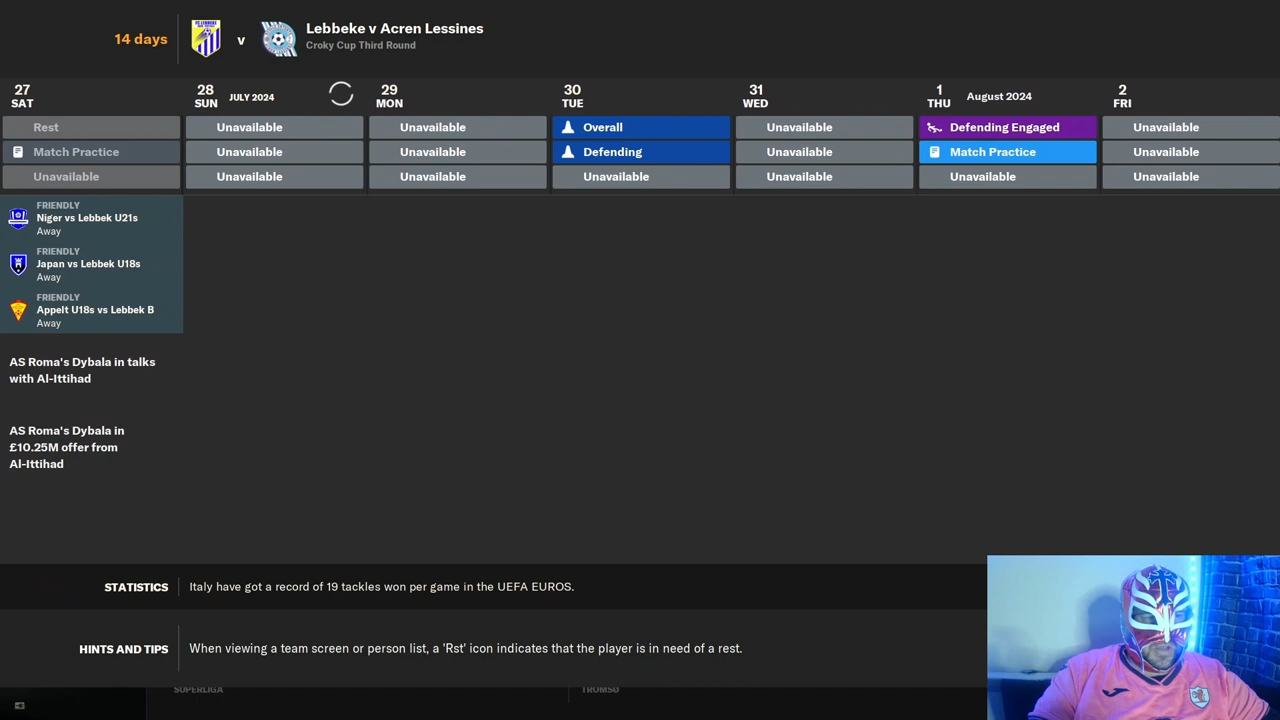 14 days
v
Lebbeke v Acren Lessines
Croky Cup Third Round
27
SAT
28
SUN
JULY 2024
29
MON
30
TUE
31
WED
1
THU
August 2024
2
FRI
Rest
Unavailable
Unavailable
Overall
Unavailable
Defending Engaged
Unavailable
Match Practice
Unavailable
Unavailable
Defending
Unavailable
Match Practice
Unavailable
Unavailable
Unavailable
Unavailable
Unavailable
Unavailable
Unavailable
Unavailable
FRIENDLY
Niger vs Lebbek U21s
Away
FRIENDLY
Japan vs Lebbek U18s
Away
FRIENDLY
Appelt U18s vs Lebbek B
Away
AS Roma's Dybala in talks
with Al-Ittihad
AS Roma's Dybala in
£10.25M offer from
Al-Ittihad
STATISTICS
Italy have got a record of 19 tackles won per game in the UEFA EUROS.
HINTS AND TIPS
When viewing a team screen or person list, a 'Rst' icon indicates that the player is in need of a rest.
SUPERLIGA
TROMSØ